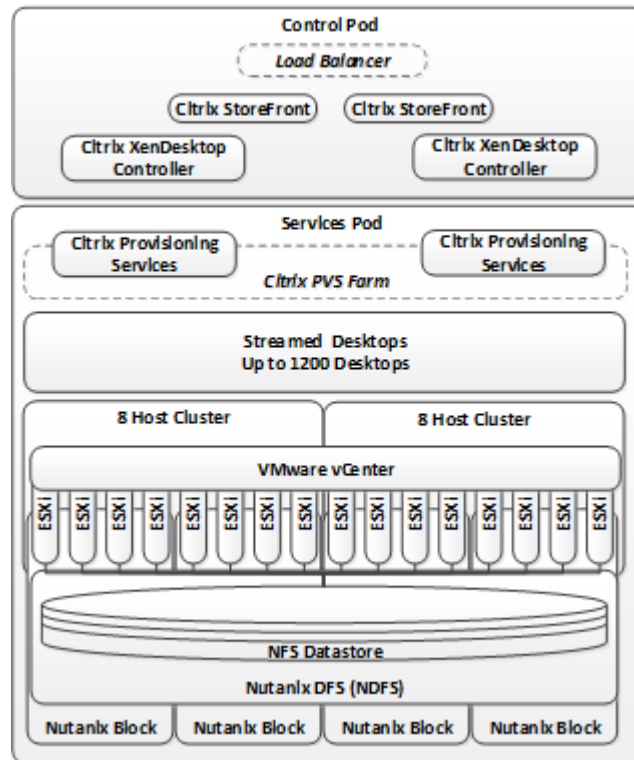 Control Pod
Load Balancer
Citrix StoreFront Citrix StoreFront
Citrix XenDesktop
Controller
Citrix XenDesktop
Controller
Services Pod
Citrix Provisioning
Services
Citrix Provisioning
Services
Citrix PVS Farm
Streamed Desktops
Up to 1200 Desktops
8 Host Cluster 8 Host Cluster
VMware vCenter
ESXi ESXi ESXi ESXi ESXi ESXi ESXi ESXi ESXi ESXi ESXi ESXi ESXi ESXi ESXi ESXi
NFS Datastore
Nutanix DFS (NDFS)
Nutanix Block Nutanix Block Nutanix Block Nutanix Block